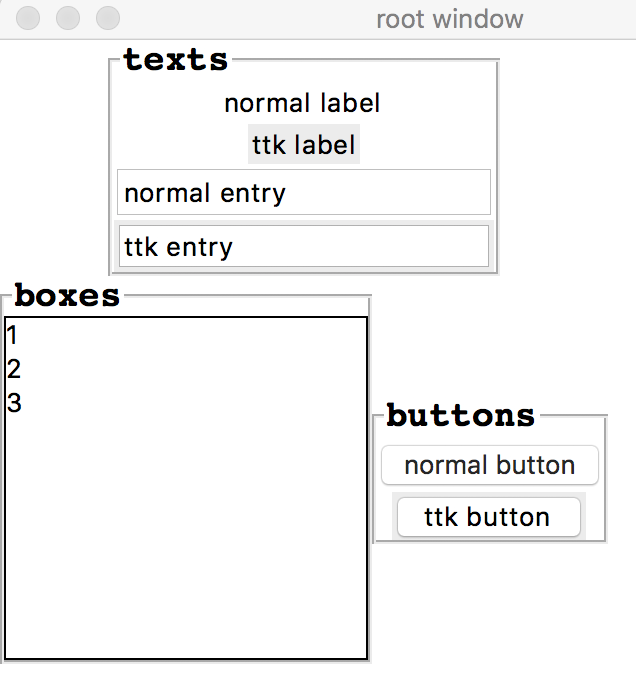 root window
texts
normal label
ttk label
normal entry
ttk entry
boxes
1
2
3
buttons
normal button
ttk button